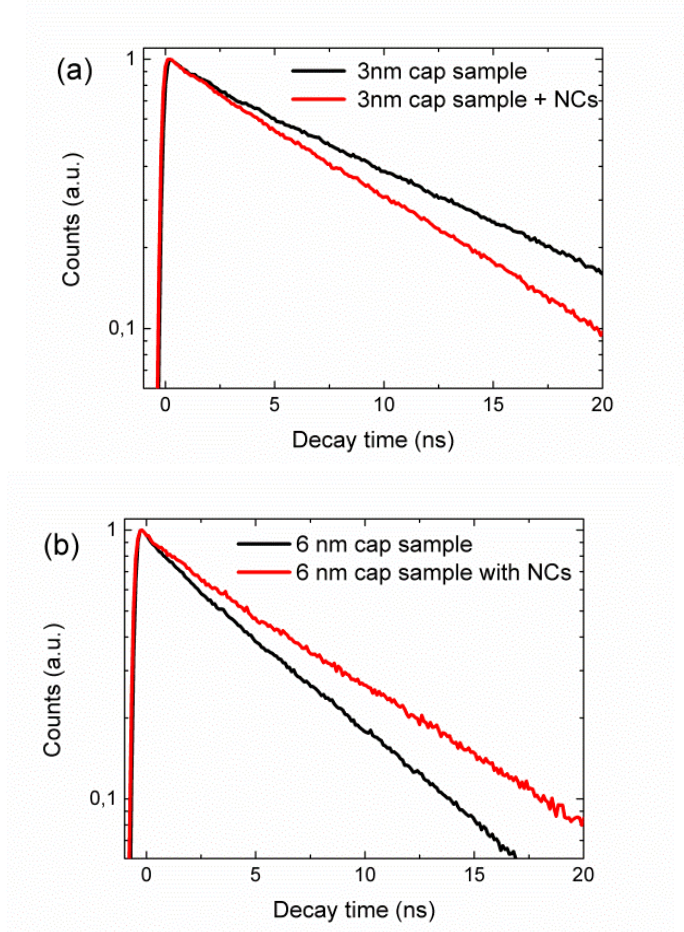 (a)
3nm cap sample
3nm cap sample + NCs
1
0,1
Counts (a.u.)
0 5 10 15 20
Decay time (ns)
(b)
6 nm cap sample
6 nm cap sample with NCs
1
0,1
Counts (a.u.)
0 5 10 15 20
Decay time (ns)